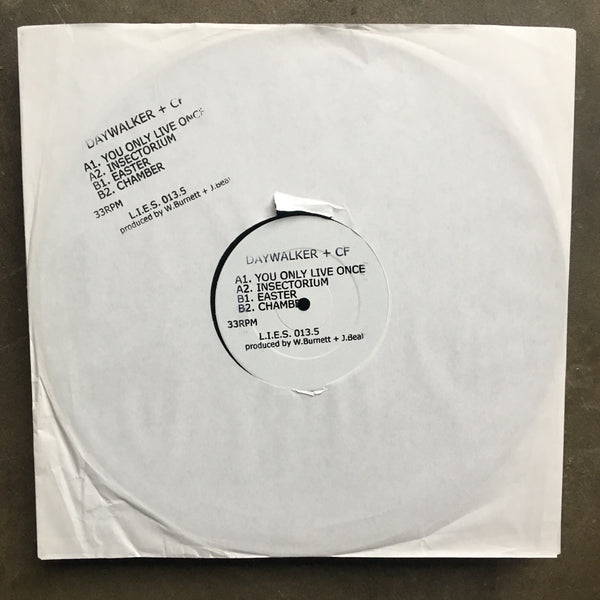 DAYWALKER + CF
A1. YOU ONLY LIVE ONCE
A2. INSECTORIUM
B1. EASTER
B2. CHAMBER
33RPM
L.I.E.S. 013.5
produced by W.Burnett + J.Beal
DAYWALKER + CF
A1. YOU ONLY LIVE ONCE
A2. INSECTORIUM
B1. EASTER
B2. CHAMBE
33RPM
L.I.E.S. 013.5
produced by W.Burnett + J.Beal